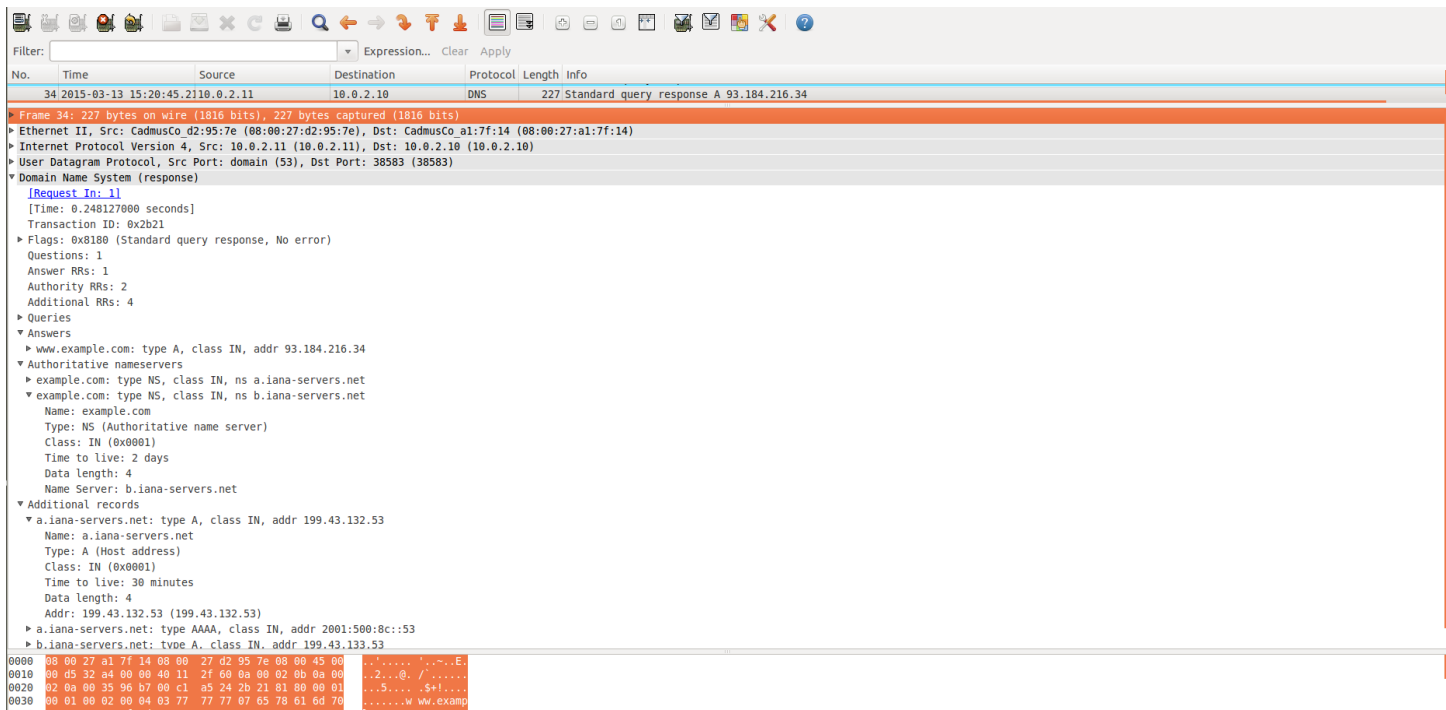 Filter: Expression... Clear Apply
No. Time Source Destination Protocol Length Info
34 2015-03-13 15:20:45.2110.0.2.11 10.0.2.10 DNS 227 Standard query response A 93.184.216.34
Frame 34: 227 bytes on wire (1816 bits), 227 bytes captured (1816 bits)
Ethernet II, Src: CadmusCo_d2:95:7e (08:00:27:d2:95:7e), Dst: CadmusCo_a1:7f:14 (08:00:27:a1:7f:14)
Internet Protocol Version 4, Src: 10.0.2.11 (10.0.2.11), Dst: 10.0.2.10 (10.0.2.10)
User Datagram Protocol, Src Port: domain (53), Dst Port: 38583 (38583)
Domain Name System (response)
[Request In: 1]
[Time: 0.248127000 seconds]
Transaction ID: 0x2b21
Flags: 0x8180 (Standard query response, No error)
Questions: 1
Answer RRs: 1
Authority RRs: 2
Additional RRs: 4
Queries
Answers
www.example.com: type A, class IN, addr 93.184.216.34
Authoritative nameservers
example.com: type NS, class IN, ns a.iana-servers.net
example.com: type NS, class IN, ns b.iana-servers.net
Name: example.com
Type: NS (Authoritative name server)
Class: IN (0x0001)
Time to live: 2 days
Data length: 4
Name Server: b.iana-servers.net
Additional records
a.iana-servers.net: type A, class IN, addr 199.43.132.53
Name: a.iana-servers.net
Type: A (Host address)
Class: IN (0x0001)
Time to live: 30 minutes
Data length: 4
Addr: 199.43.132.53 (199.43.132.53)
a.iana-servers.net: type AAAA, class IN, addr 2001:500:8c::53
b.iana-servers.net: type A, class IN, addr 199.43.133.53
0000 08 00 27 a1 7f 14 08 00 27 d2 95 7e 08 00 45 00 ..'..... '..~..E.
0010 00 d5 32 a4 00 00 40 11 2f 60 0a 00 02 0b 0a 00 ..2...@. /`......
0020 02 0a 00 35 96 b7 00 c1 a5 24 2b 21 81 80 00 01 ...5.... .$+!....
0030 00 01 00 02 00 04 03 77 77 77 07 65 78 61 6d 70 .......w ww.examp